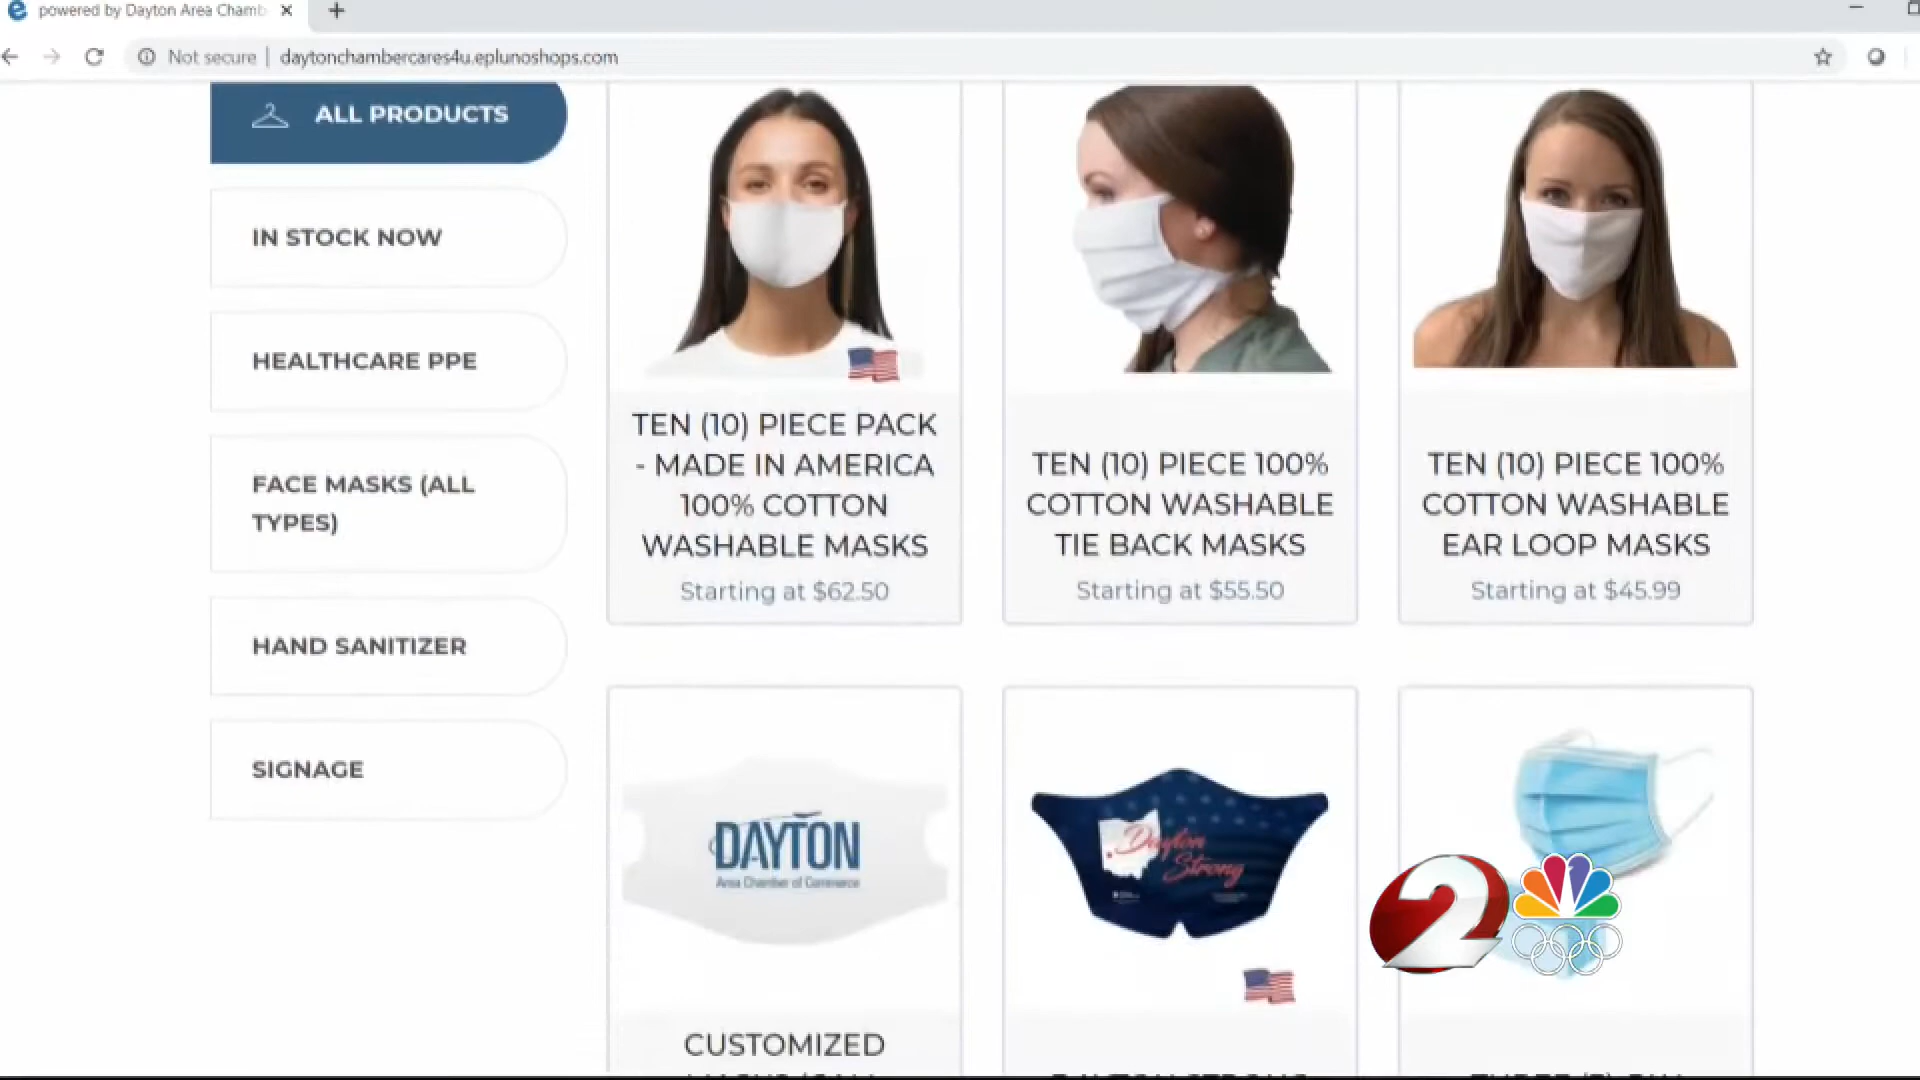 powered by Dayton Area Chamb
Not secure | daytonchambercares4u.eplunoshops.com
ALL PRODUCTS
IN STOCK NOW
HEALTHCARE PPE
FACE MASKS (ALL
TYPES)
HAND SANITIZER
SIGNAGE
TEN (10) PIECE PACK
- MADE IN AMERICA
100% COTTON
WASHABLE MASKS
Starting at $62.50
TEN (10) PIECE 100%
COTTON WASHABLE
TIE BACK MASKS
Starting at $55.50
TEN (10) PIECE 100%
COTTON WASHABLE
EAR LOOP MASKS
Starting at $45.99
DAYTON
Area Chamber of Commerce
Dayton
Strong
2
CUSTOMIZED